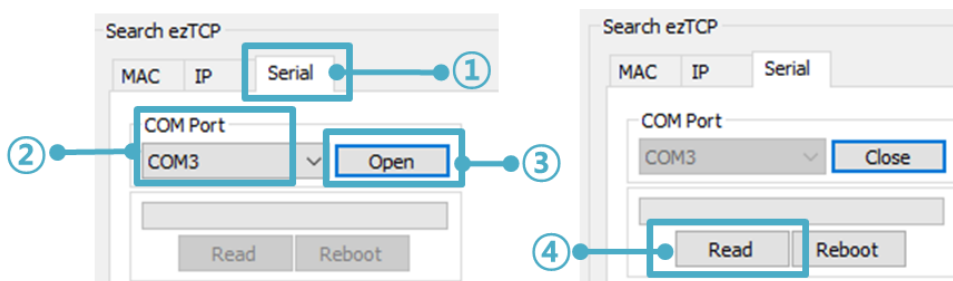 Search ezTCP
MAC IP Serial ①
COM Port
② COM3 Open ③
Read Reboot
Search ezTCP
MAC IP Serial
COM Port
COM3 Close
④ Read Reboot